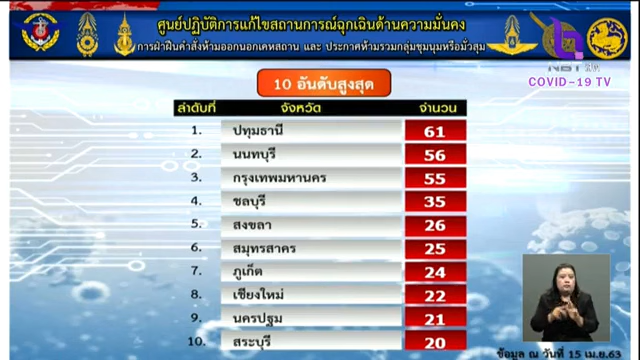 ศูนย์ปฏิบัติการแก้ไขสถานการณ์ฉุกเฉินด้านความมั่นคง
การฝ่าฝืนคำสั่งห้ามออกนอกเคหสถาน และ ประกาศห้ามรวมกลุ่มชุมนุมหรือมั่วสุม
NBT
COVID-19 TV
10 อันดับสูงสุด
ลำดับที่ จังหวัด จำนวน
1. ปทุมธานี 61
2. นนทบุรี 56
3. กรุงเทพมหานคร 55
4. ชลบุรี 35
5. สงขลา 26
6. สมุทรสาคร 25
7. ภูเก็ต 24
8. เชียงใหม่ 22
9. นครปฐม 21
10. สระบุรี 20
ข้อมูล ณ วันที่ 15 เม.ย.63